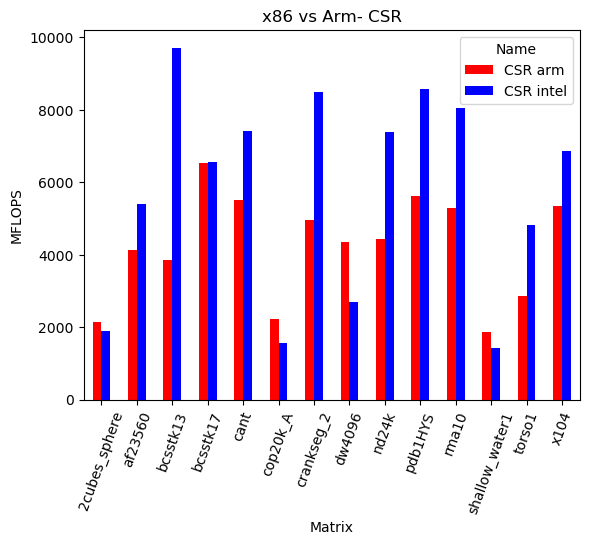 x86 vs Arm- CSR
Name
CSR arm
CSR intel
MFLOPS
10000
8000
6000
4000
2000
0
2cubes_sphere
af23560
bcsstk13
bcsstk17
cant
cop20k_A
crankseg_2
dw4096
nd24k
pdb1HYS
rma10
shallow_water1
torso1
x104
Matrix